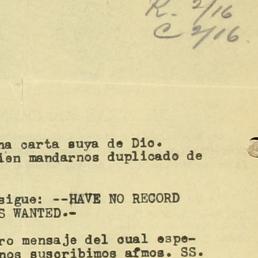 R. 2/16
C 2/16.
na carta suya de Dic.
ien mandarnos duplicado de
sigue: --HAVE NO RECORD
S WANTED.-
ro mensaje del cual espe-
nos suscribimos afmos. SS.